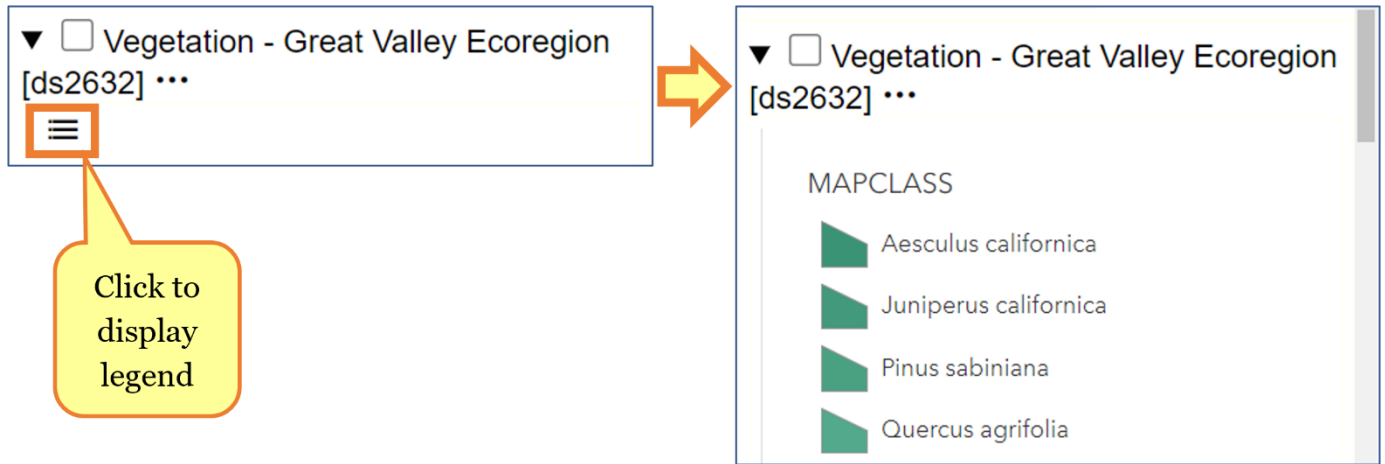 Vegetation - Great Valley Ecoregion
[ds2632] •••
Click to
display
legend
Vegetation - Great Valley Ecoregion
[ds2632] •••
MAPCLASS
Aesculus californica
Juniperus californica
Pinus sabiniana
Quercus agrifolia